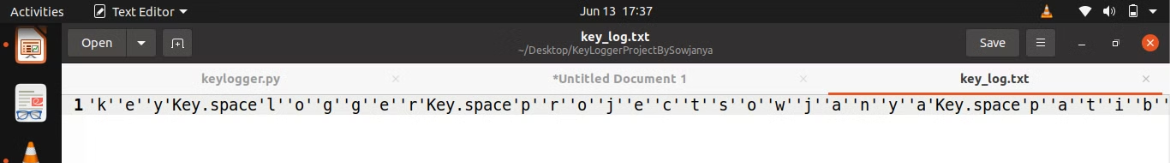 Activities Text Editor Jun 13 17:37
Open key_log.txt Save
~/Desktop/KeyLoggerProjectBySowjanya
keylogger.py *Untitled Document 1 key_log.txt
1 'k''e''y'Key.space'l''o''g''g''e''r'Key.space'p''r''o''j''e''c''t''s''o''w''j''a''n''y''a'Key.space'p''a''t''i''b''